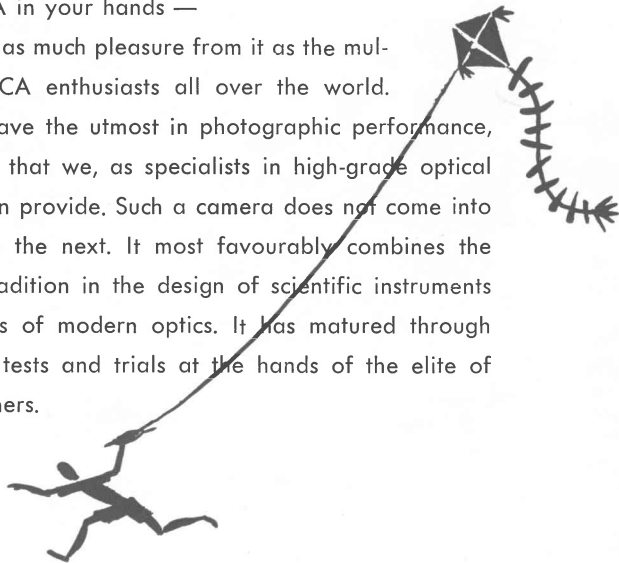 A in your hands —
as much pleasure from it as the mul-
CA enthusiasts all over the world.
ave the utmost in photographic performance,
that we, as specialists in high-grade optical
n provide. Such a camera does not come into
the next. It most favourably combines the
adition in the design of scientific instruments
s of modern optics. It has matured through
tests and trials at the hands of the elite of
ners.